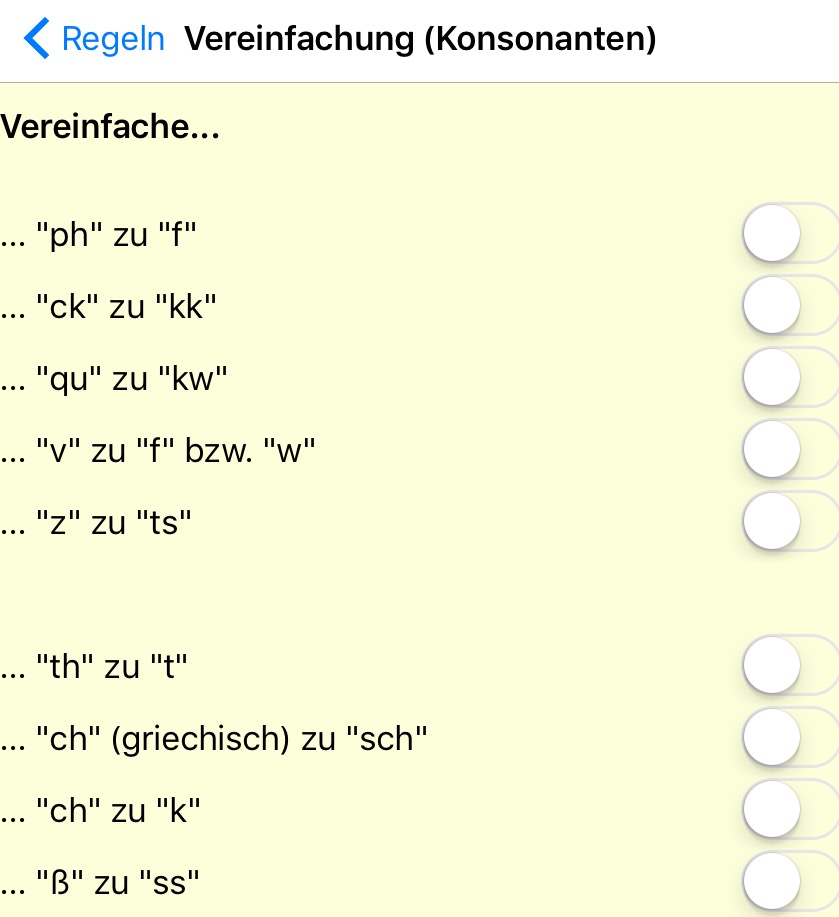 Regeln Vereinfachung (Konsonanten)
Vereinfache...
... "ph" zu "f"
... "ck" zu "kk"
... "qu" zu "kw"
... "v" zu "f" bzw. "w"
... "z" zu "ts"
... "th" zu "t"
... "ch" (griechisch) zu "sch"
... "ch" zu "k"
... "ß" zu "ss"